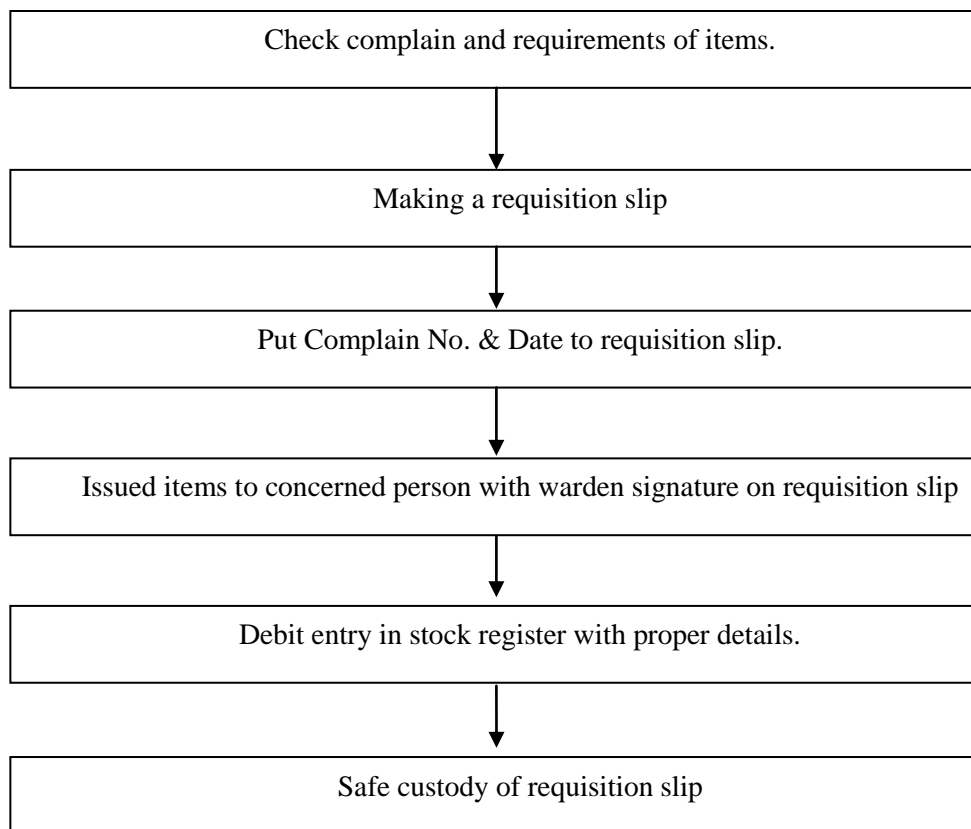 Check complain and requirements of items.
Making a requisition slip
Put Complain No. & Date to requisition slip.
Issued items to concerned person with warden signature on requisition slip
Debit entry in stock register with proper details.
Safe custody of requisition slip